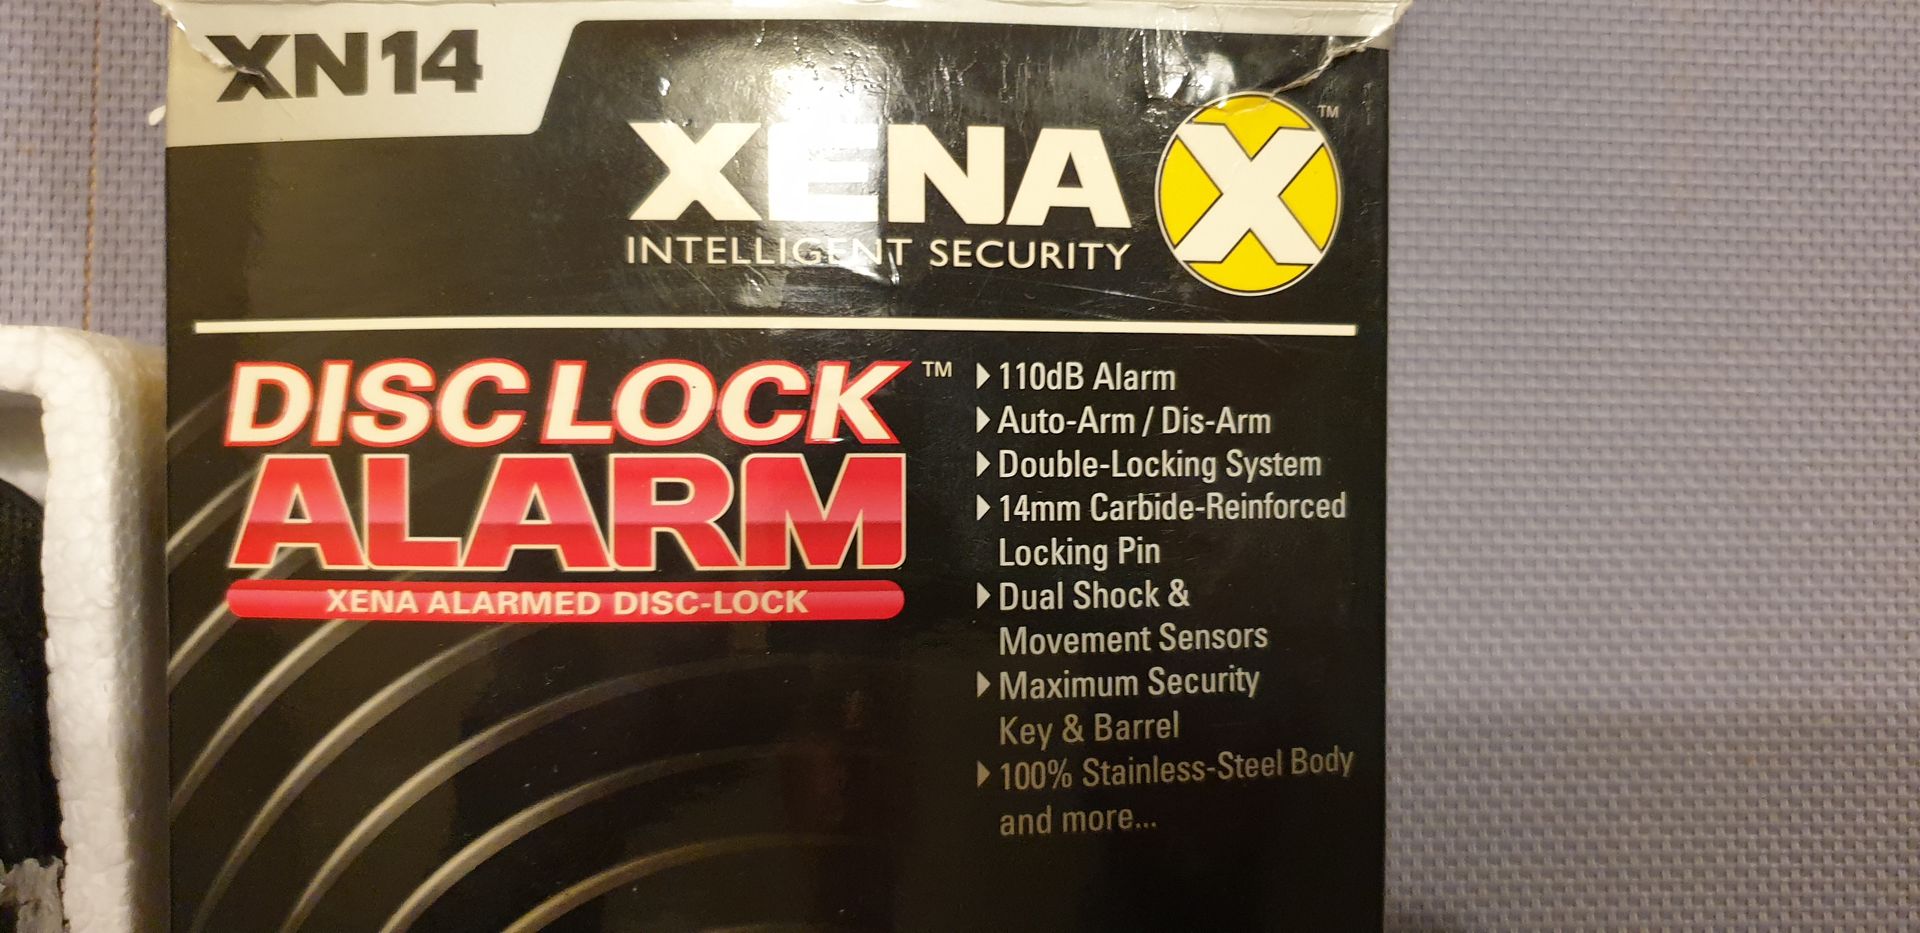 XN14
XENA
X
TM
INTELLIGENT SECURITY
DISC LOCK TM
ALARM
XENA ALARMED DISC-LOCK
110dB Alarm
Auto-Arm / Dis-Arm
Double-Locking System
14mm Carbide-Reinforced
Locking Pin
Dual Shock &
Movement Sensors
Maximum Security
Key & Barrel
100% Stainless-Steel Body
and more...